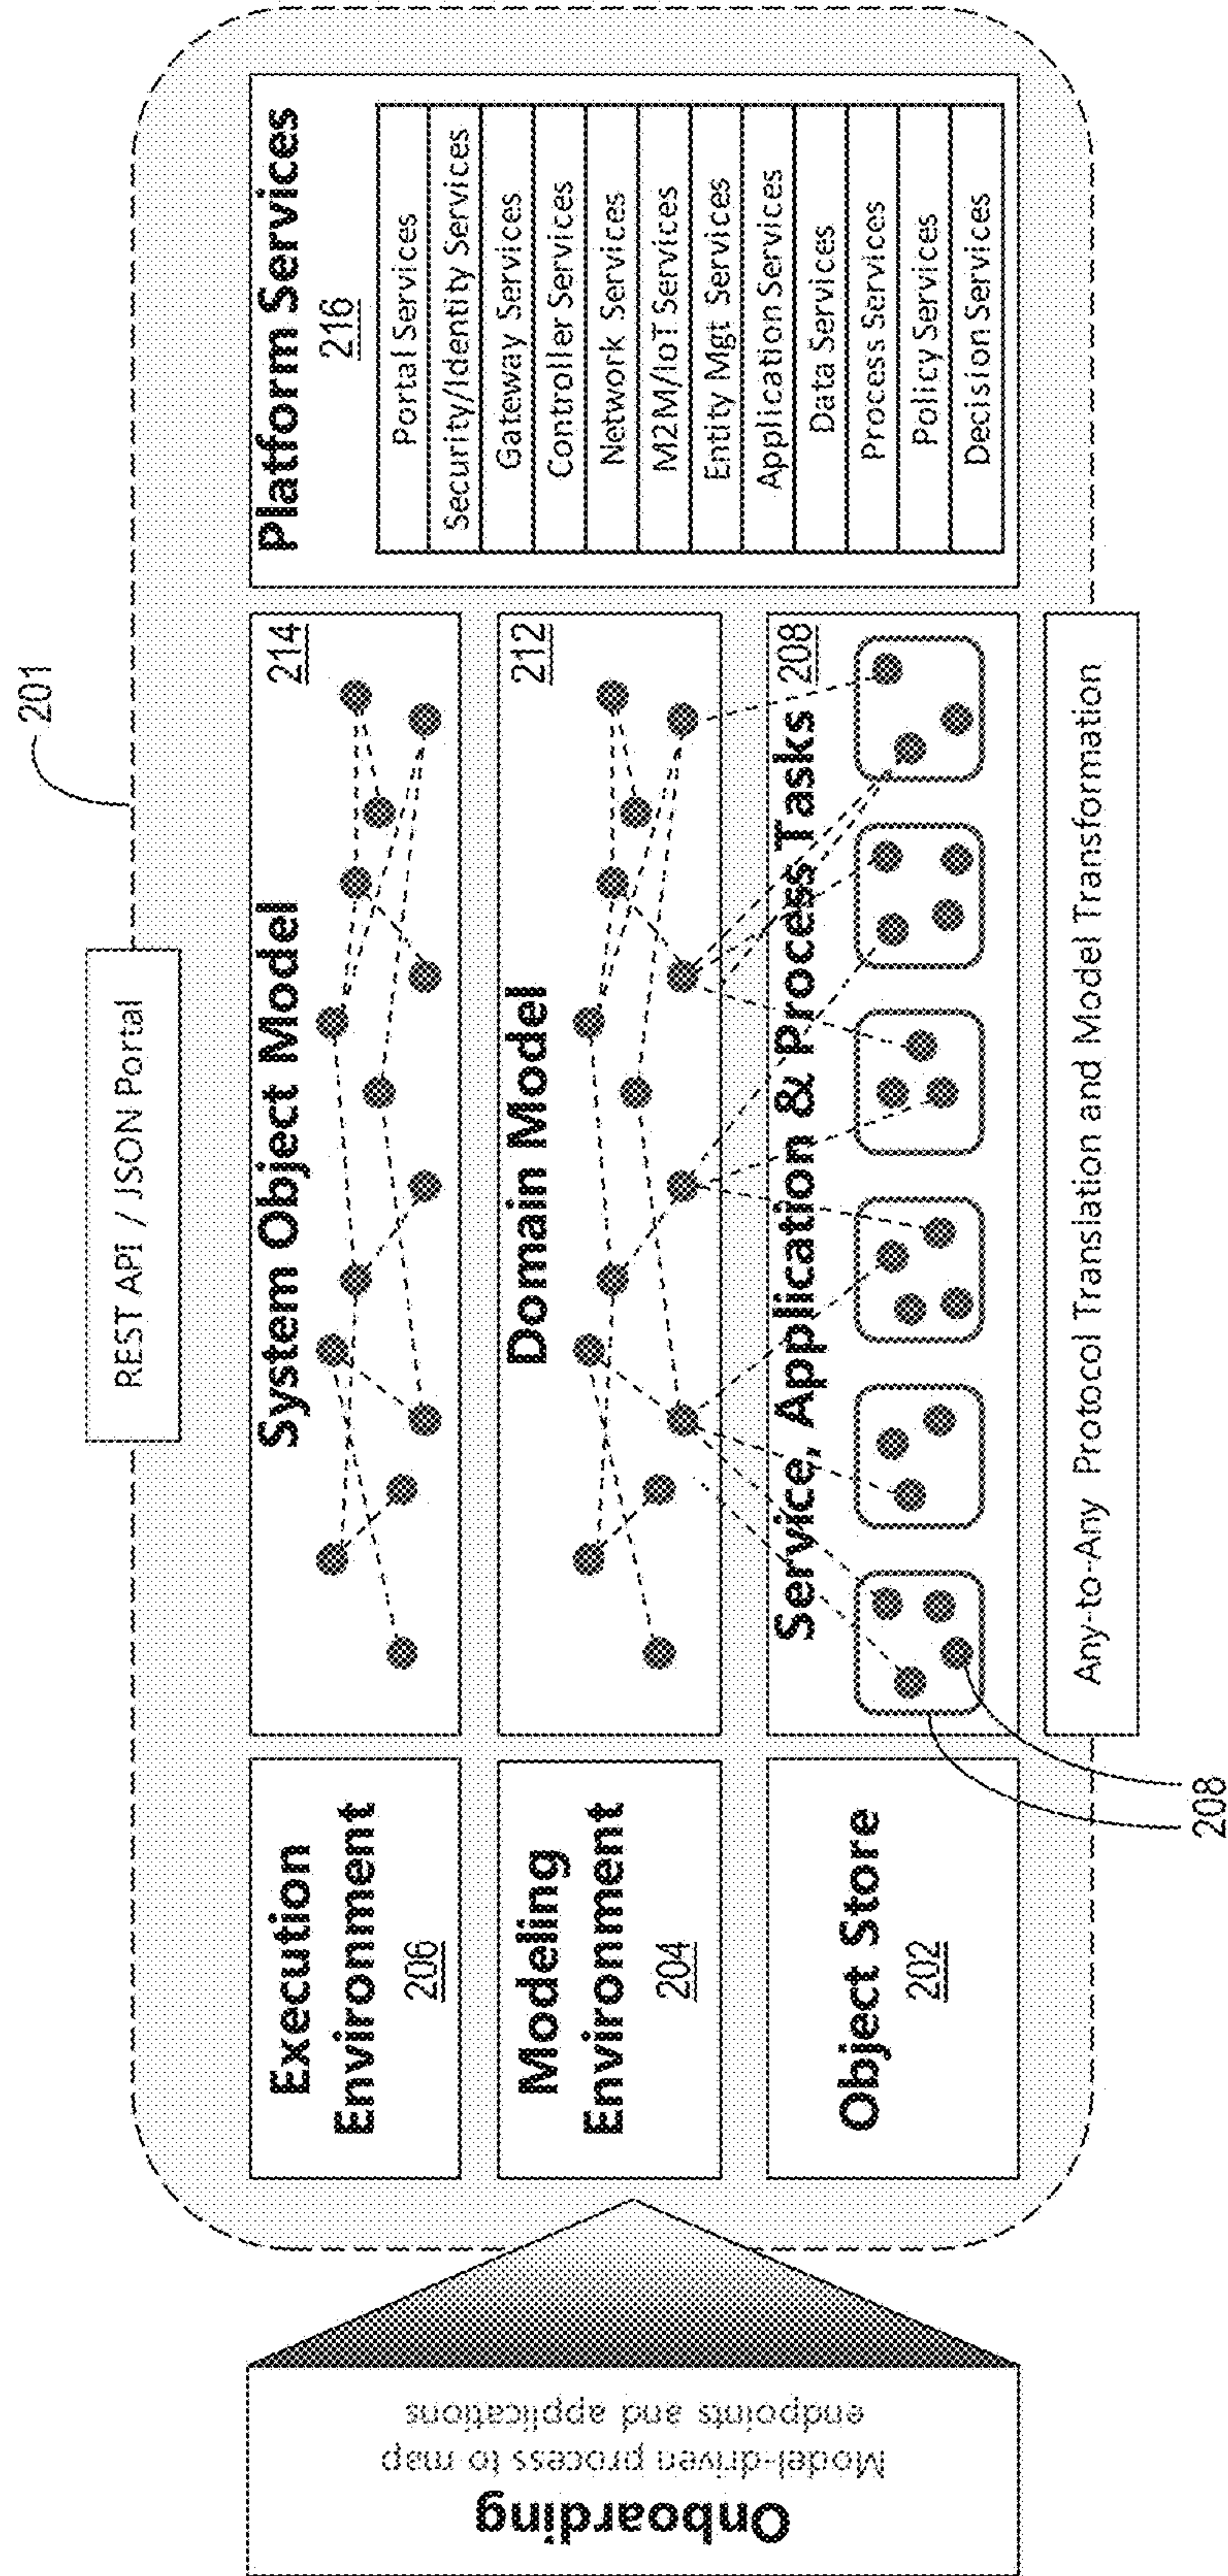 201
REST API / JSON Portal
Onboarding
Model-driven process to map
endpoints and applications
Execution
Environment
206
System Object Model
214
Modeling
Environment
204
Domain Model
212
Object Store
202
Service, Application & Process Tasks
208
208
Any-to-Any Protocol Translation and Model Transformation
Platform Services
216
Portal Services
Security/Identity Services
Gateway Services
Controller Services
Network Services
M2M/IoT Services
Entity Mgt Services
Application Services
Data Services
Process Services
Policy Services
Decision Services